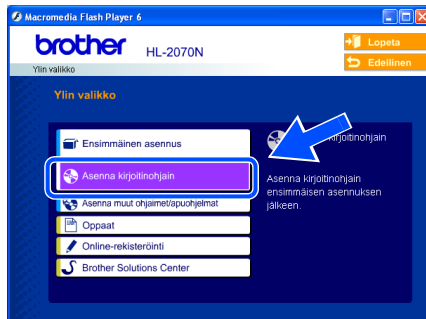 Macromedia Flash Player 6
brother HL-2070N
Lopeta
Edellinen
Ylin valikko
Ylin valikko
Ensimmäinen asennus
Asenna kirjoitinohjain
Asenna muut ohjaimet/apuohjelmat
Oppaat
Online-rekisteröinti
Brother Solutions Center
kirjoitinohjain
Asenna kirjoitinohjain
ensimmäisen asennuksen
jälkeen.